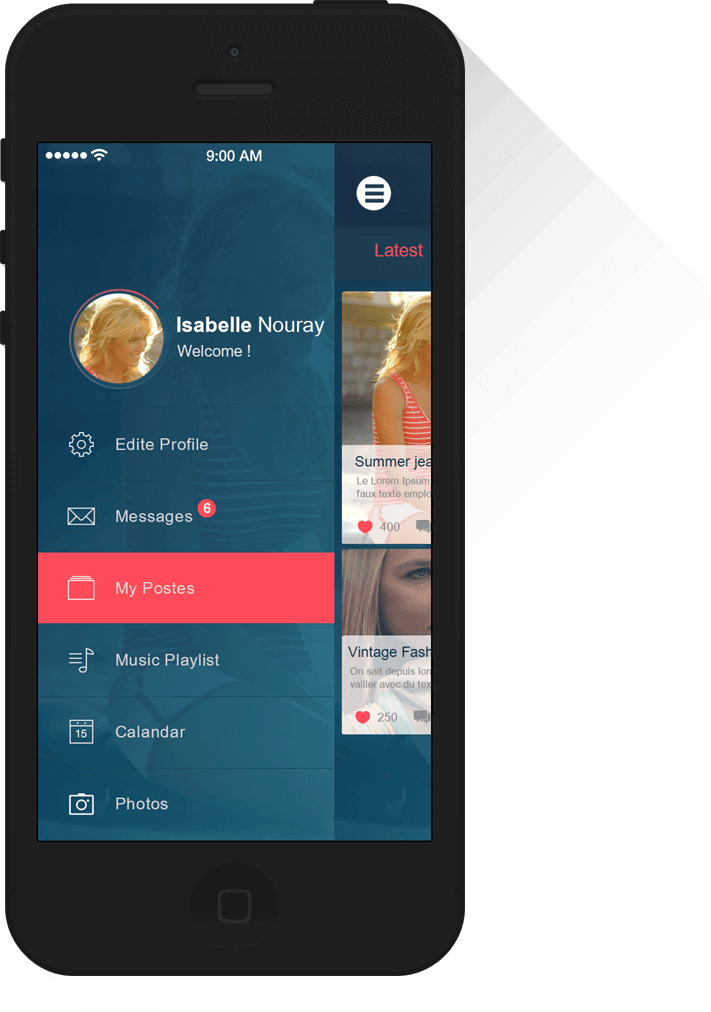 9:00 AM
Isabelle Nouray
Welcome !
Edite Profile
Messages 6
My Postes
Music Playlist
15
Calandar
Photos
Latest
Summer jea
Le Lorem Ipsum
faux texte emplo
400
Vintage Fash
On sait depuis lon
vailler avec du tex
250